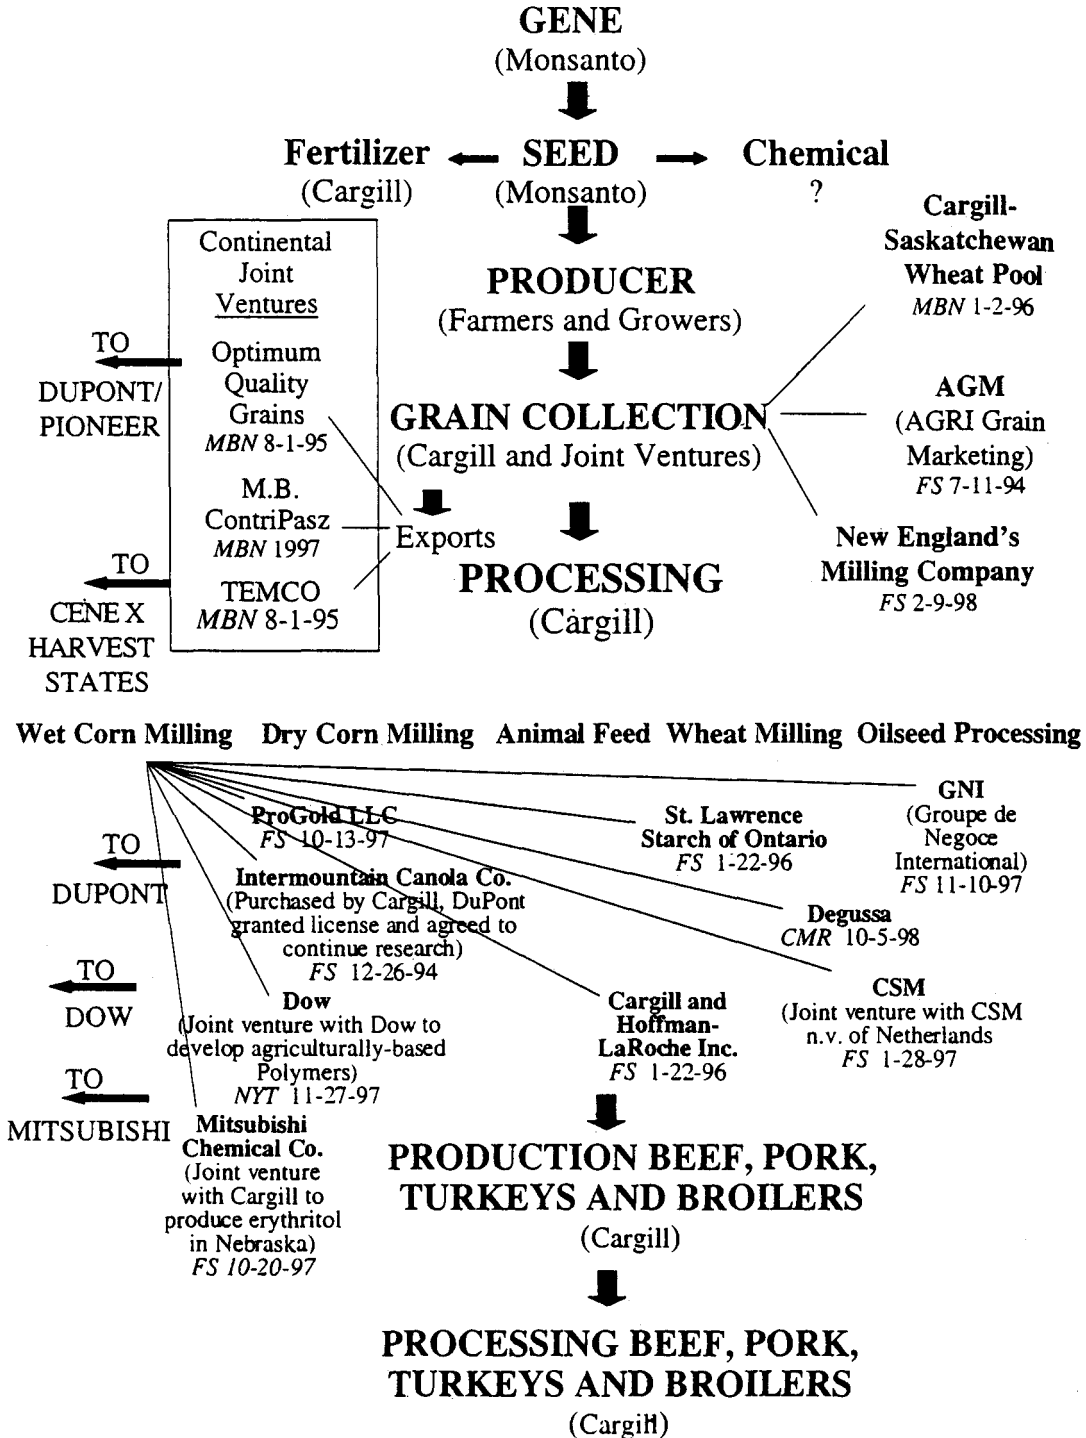 GENE
(Monsanto)
Fertilizer
(Cargill)
SEED
(Monsanto)
Chemical
?
Cargill-
Saskatchewan
Wheat Pool
MBN 1-2-96
Continental
Joint
Ventures
PRODUCER
(Farmers and Growers)
TO
DUPONT/
PIONEER
Optimum
Quality
Grains
MBN 8-1-95
GRAIN COLLECTION
(Cargill and Joint Ventures)
AGM
(AGRI Grain
Marketing)
FS 7-11-94
M.B.
ContriPasz
MBN 1997
Exports
New England's
Milling Company
FS 2-9-98
TO
CENE X
HARVEST
STATES
TEMCO
MBN 8-1-95
PROCESSING
(Cargill)
Wet Corn Milling
Dry Corn Milling
Animal Feed
Wheat Milling
Oilseed Processing
ProGold LLC
FS 10-13-97
St. Lawrence
Starch of Ontario
FS 1-22-96
GNI
(Groupe de
Negoce
International)
FS 11-10-97
TO
DUPONT
Intermountain Canola Co.
(Purchased by Cargill, DuPont
granted license and agreed to
continue research)
FS 12-26-94
Degussa
CMR 10-5-98
TO
DOW
Dow
(Joint venture with Dow to
develop agriculturally-based
Polymers)
NYT 11-27-97
Cargill and
Hoffman-
LaRoche Inc.
FS 1-22-96
CSM
(Joint venture with CSM
n.v. of Netherlands
FS 1-28-97
TO
MITSUBISHI
Mitsubishi
Chemical Co.
(Joint venture
with Cargill to
produce erythritol
in Nebraska)
FS 10-20-97
PRODUCTION BEEF, PORK,
TURKEYS AND BROILERS
(Cargill)
PROCESSING BEEF, PORK,
TURKEYS AND BROILERS
(Cargill)